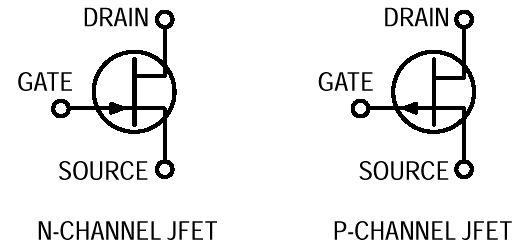 DRAIN
GATE
SOURCE
N-CHANNEL JFET
DRAIN
GATE
SOURCE
P-CHANNEL JFET